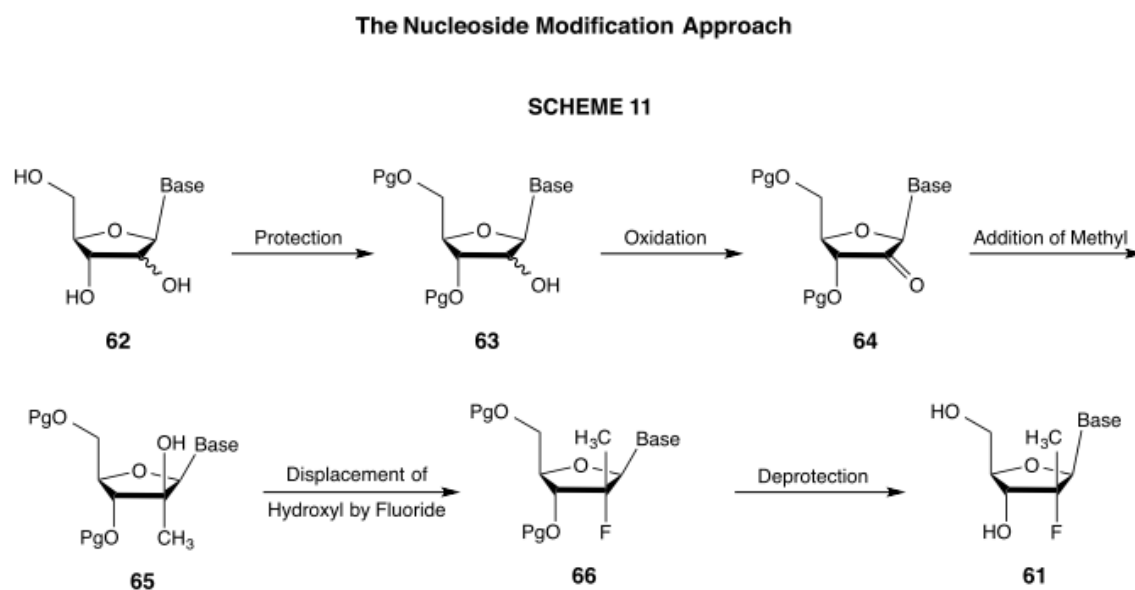 The Nucleoside Modification Approach
SCHEME 11
HO Base O HO OH
62
Protection
PgO Base O PgO OH
63
Oxidation
PgO Base O PgO O
64
Addition of Methyl
PgO OH Base O PgO CH3
65
Displacement of
Hydroxyl by Fluoride
PgO H3C Base O PgO F
66
Deprotection
HO H3C Base O HO F
61